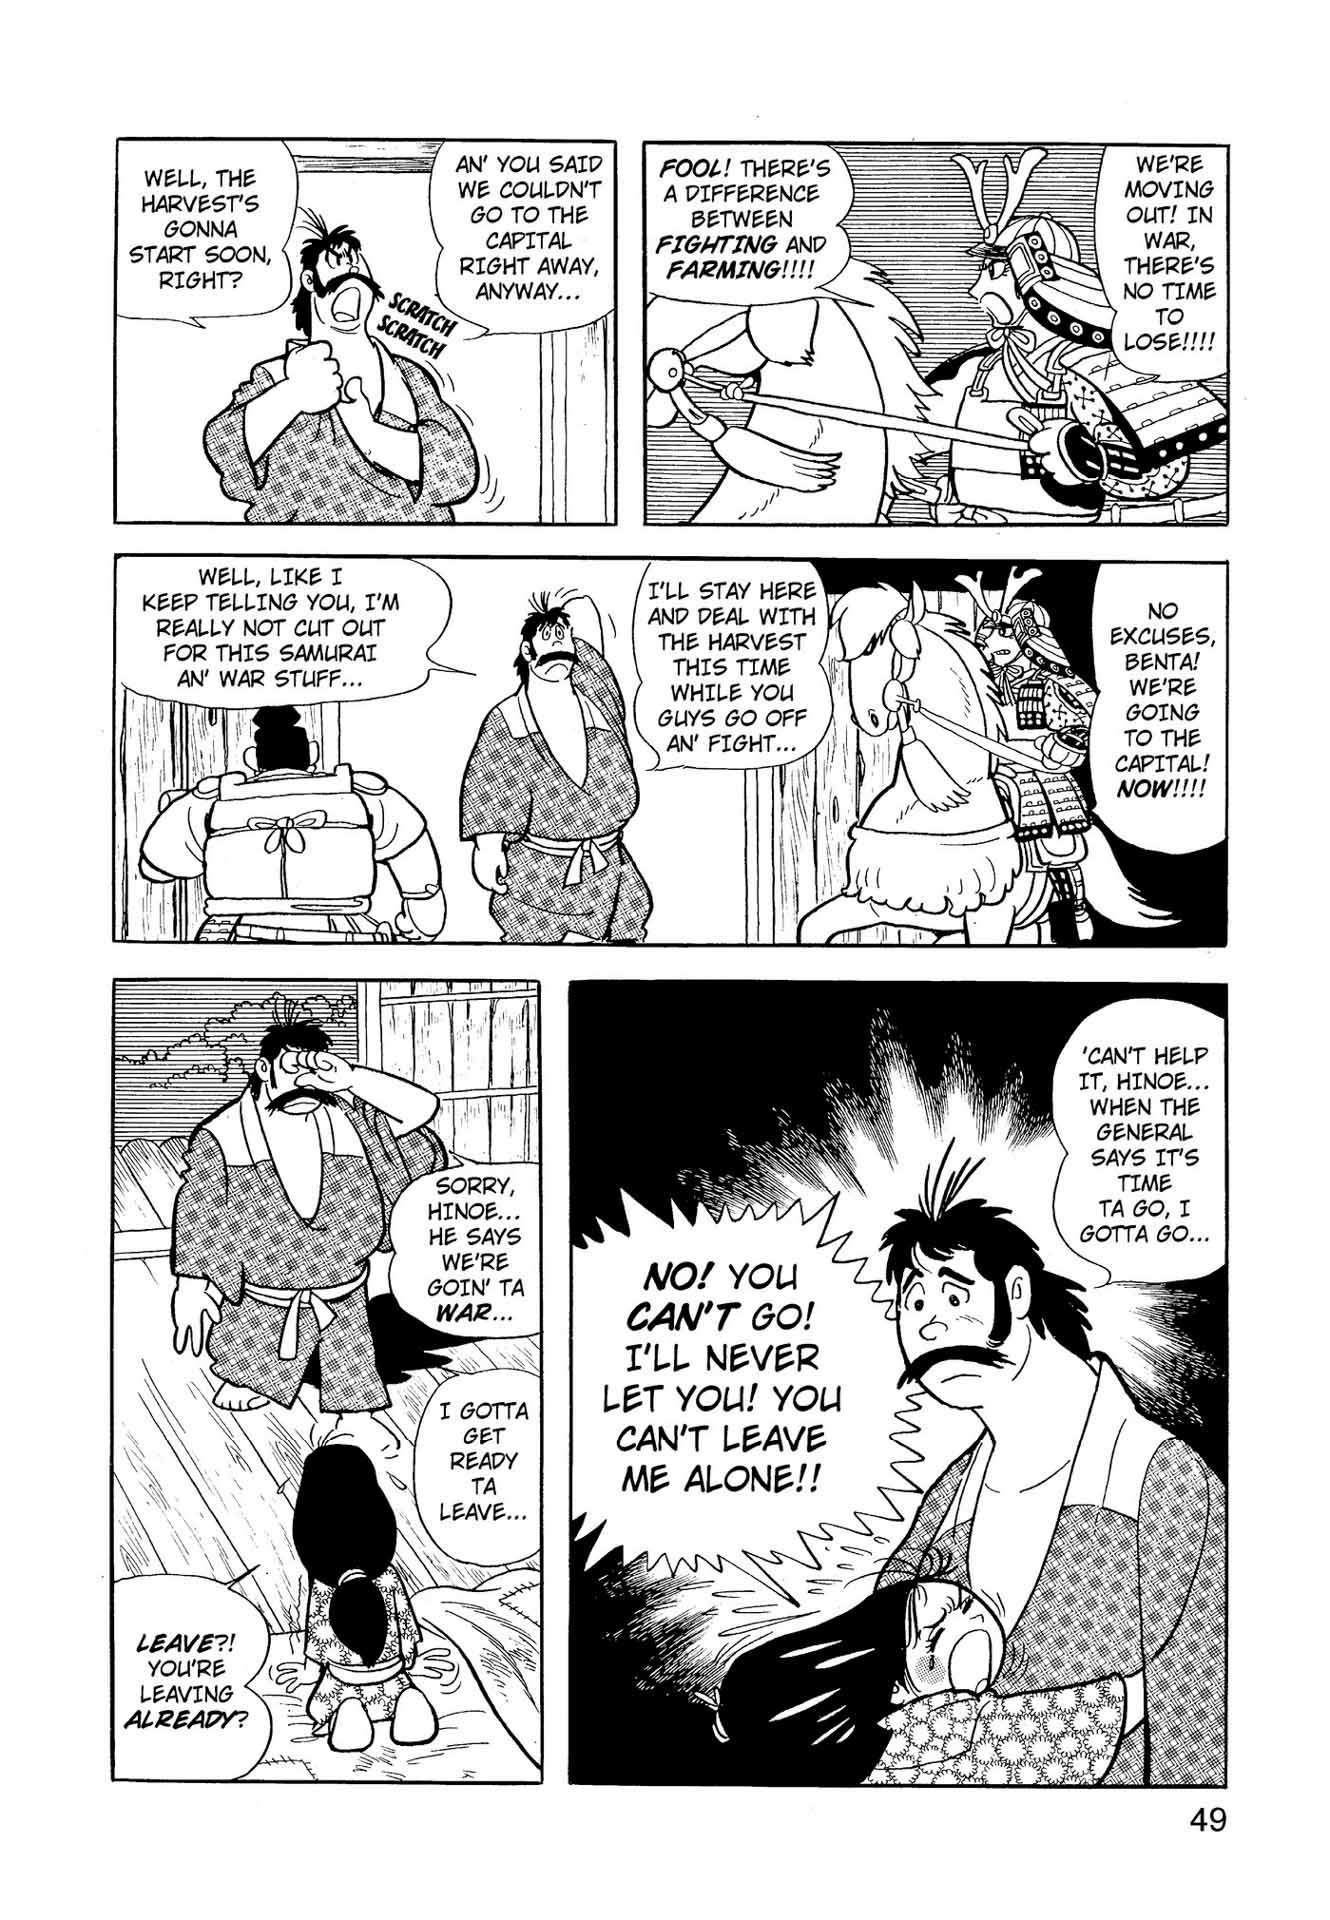 WELL, THE
HARVEST'S
GONNA
START SOON,
RIGHT?
SCRATCH
SCRATCH
AN' YOU SAID
WE COULDN'T
GO TO THE
CAPITAL
RIGHT AWAY,
ANYWAY...
FOOL! THERE'S
A DIFFERENCE
BETWEEN
FIGHTING AND
FARMING!!!!
WE'RE
MOVING
OUT! IN
WAR,
THERE'S
NO TIME
TO
LOSE!!!!
WELL, LIKE I
KEEP TELLING YOU, I'M
REALLY NOT CUT OUT
FOR THIS SAMURAI
AN' WAR STUFF...
I'LL STAY HERE
AND DEAL WITH
THE HARVEST
THIS TIME
WHILE YOU
GUYS GO OFF
AN' FIGHT...
NO
EXCUSES,
BENTA!
WE'RE
GOING
TO THE
CAPITAL!
NOW!!!!
SORRY,
HINOE...
HE SAYS
WE'RE
GOIN' TA
WAR...
I GOTTA
GET
READY
TA
LEAVE...
LEAVE?!
YOU'RE
LEAVING
ALREADY?
NO! YOU
CAN'T GO!
I'LL NEVER
LET YOU! YOU
CAN'T LEAVE
ME ALONE!!
'CAN'T HELP
IT, HINOE...
WHEN THE
GENERAL
SAYS IT'S
TIME
TA GO, I
GOTTA GO...
49